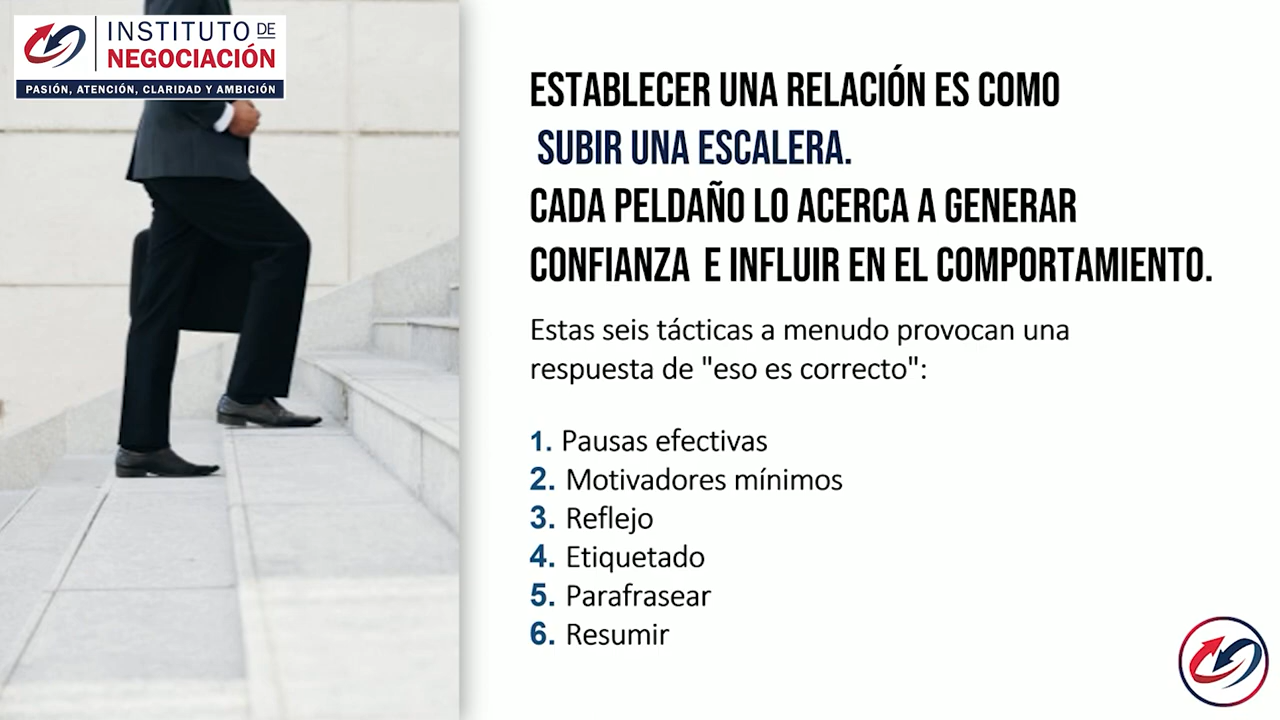 INSTITUTO DE
NEGOCIACIÓN
PASIÓN, ATENCIÓN, CLARIDAD Y AMBICIÓN
ESTABLECER UNA RELACIÓN ES COMO
SUBIR UNA ESCALERA.
CADA PELDAÑO LO ACERCA A GENERAR
CONFIANZA E INFLUIR EN EL COMPORTAMIENTO.
Estas seis tácticas a menudo provocan una
respuesta de "eso es correcto":
1. Pausas efectivas
2. Motivadores mínimos
3. Reflejo
4. Etiquetado
5. Parafrasear
6. Resumir